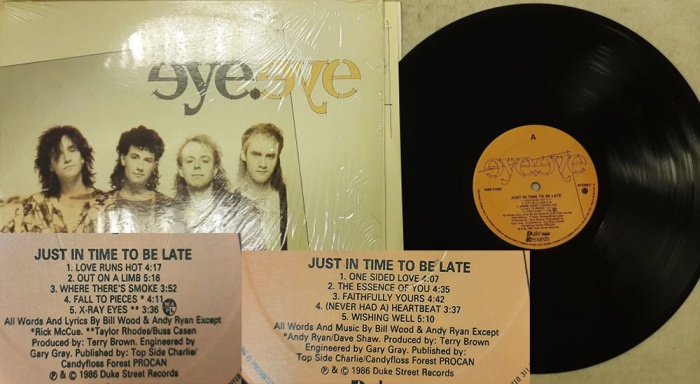 eye eye
A
eye eye
STEREO
JUST IN TIME TO BE LATE
Duke
Records
JUST IN TIME TO BE LATE
1. LOVE RUNS HOT 4:17
2. OUT ON A LIMB 5:16
3. WHERE THERE'S SMOKE 3:52
4. FALL TO PIECES * 4:11
5. X-RAY EYES ** 3:36
All Words And Lyrics By Bill Wood & Andy Ryan Except
*Rick McCue. **Taylor Rhodes/Buss Casen
Produced by: Terry Brown. Engineered by
Gary Gray. Published by: Top Side Charlie/
Candyfloss Forest PROCAN
℗ & © 1986 Duke Street Records
JUST IN TIME TO BE LATE
1. ONE SIDED LOVE 4:07
2. THE ESSENCE OF YOU 4:35
3. FAITHFULLY YOURS 4:42
4. (NEVER HAD A) HEARTBEAT 3:37
5. WISHING WELL 5:10
All Words And Music By Bill Wood & Andy Ryan Except
*Andy Ryan/Dave Shaw. Produced by: Terry Brown
Engineered by Gary Gray. Published by:
Top Side Charlie/Candyfloss Forest PROCAN
℗ & © 1986 Duke Street Records